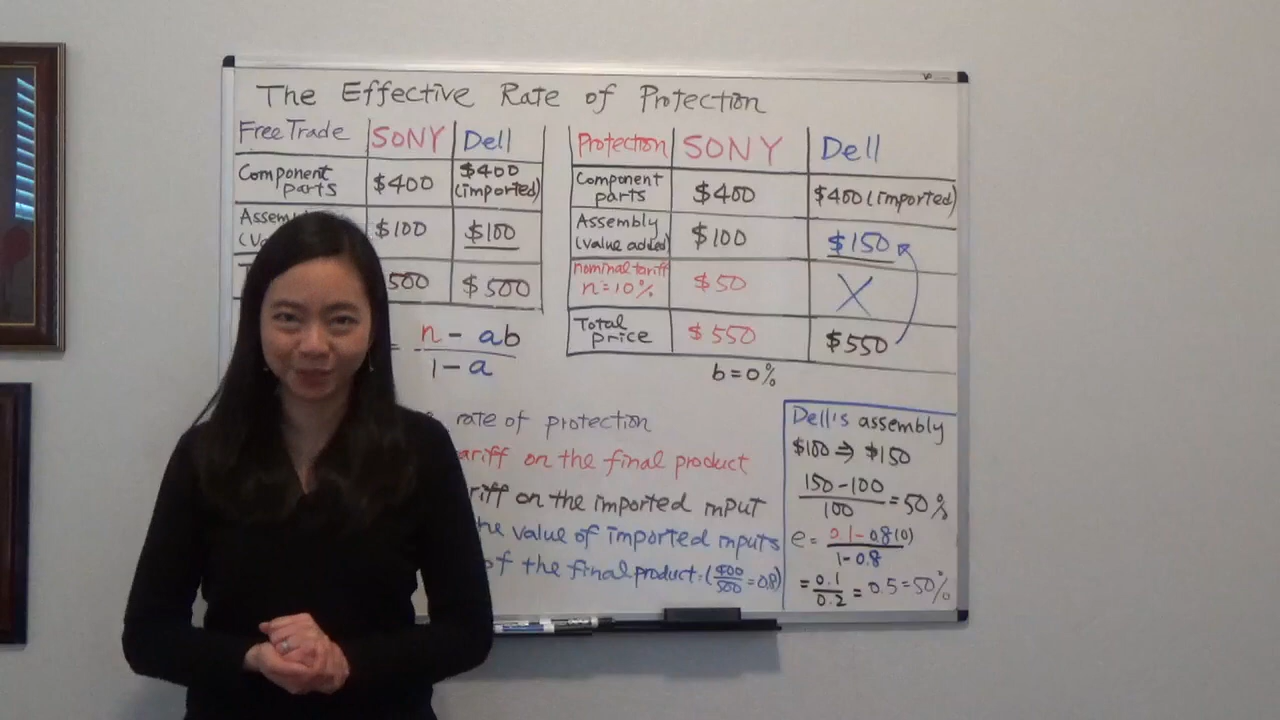 The Effective Rate of Protection
Free Trade SONY Dell
Component parts $400 $400 (imported)
$100 $100
500 $500
Protection SONY Dell
Component parts $400 $400 (imported)
Assembly (value added) $100 $150
nominal tariff n=10% $50 X
Total price $550 $550
b=0%
= n - ab
1 - a
rate of protection
ariff on the final product
riff on the imported input
he value of imported inputs
of the final product: (400/500 = 0.8)
Dell's assembly
$100 ⇒ $150
150-100
100
=50%
e = 0.1-0.8(0)
1-0.8
= 0.1
0.2
= 0.5 = 50%